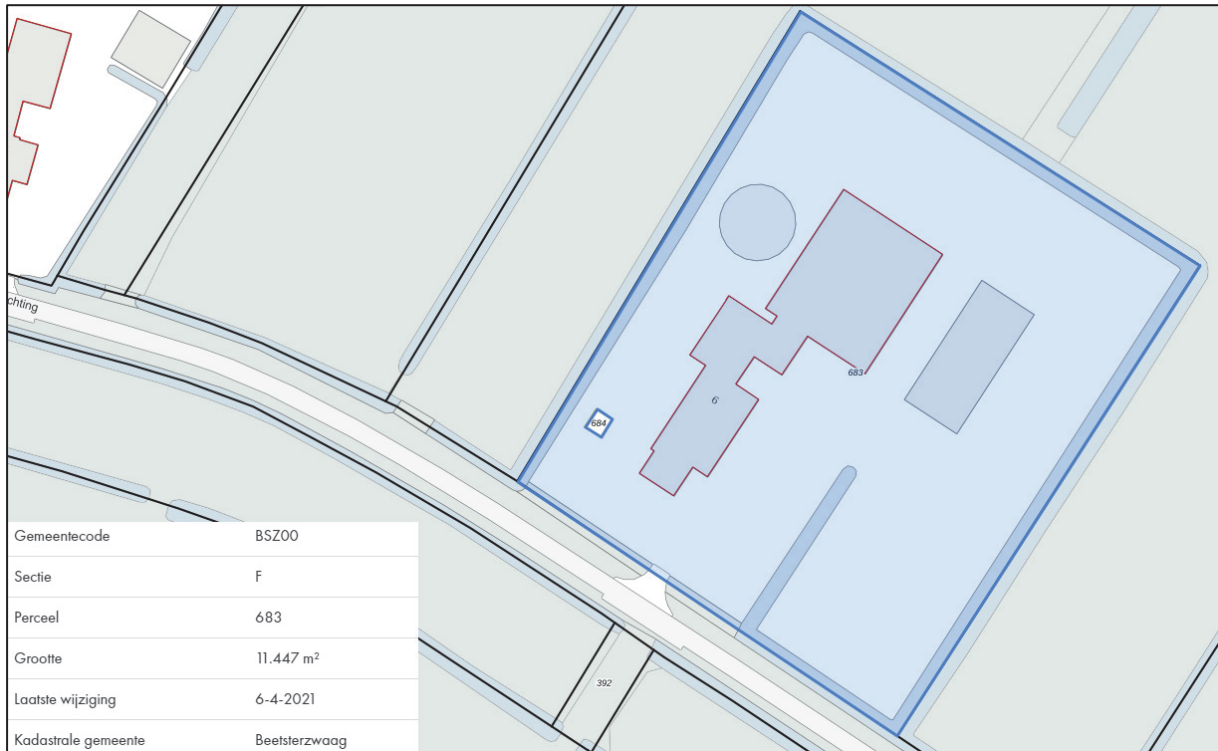 chting
683
6
684
392
Gemeentecode BSZ00
Sectie F
Perceel 683
Grootte 11.447 m²
Laatste wijziging 6-4-2021
Kadastrale gemeente Beetsterzwaag